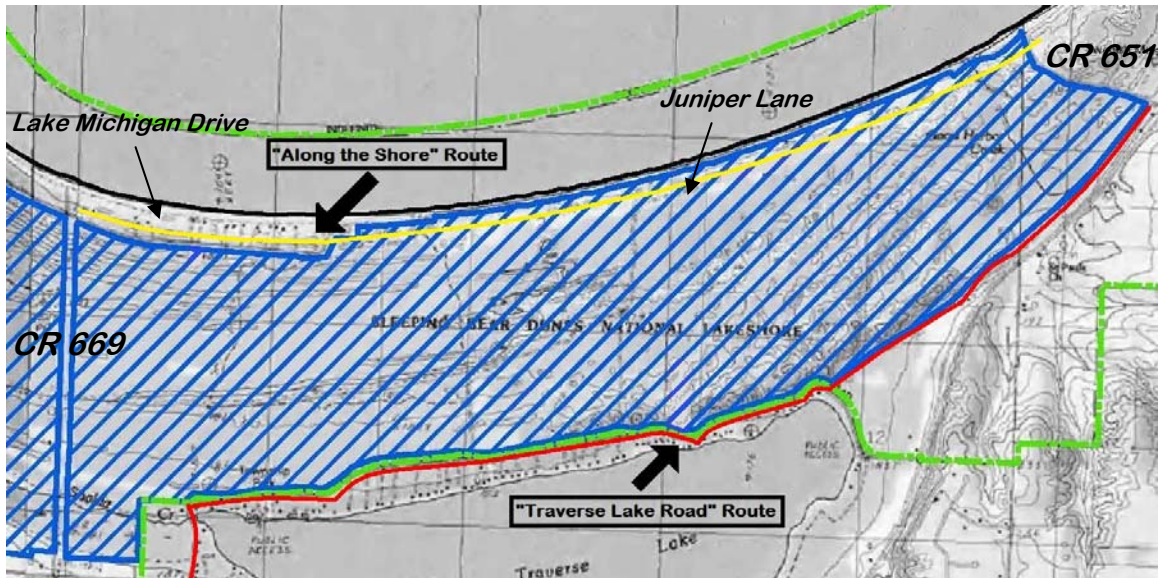 CR 651
Juniper Lane
Lake Michigan Drive
"Along the Shore" Route
SLEEPING BEAR DUNES NATIONAL LAKESHORE
CR 669
PUBLIC
ACCESS
12
"Traverse Lake Road" Route
PUBLIC
ACCESS
Traverse Lake